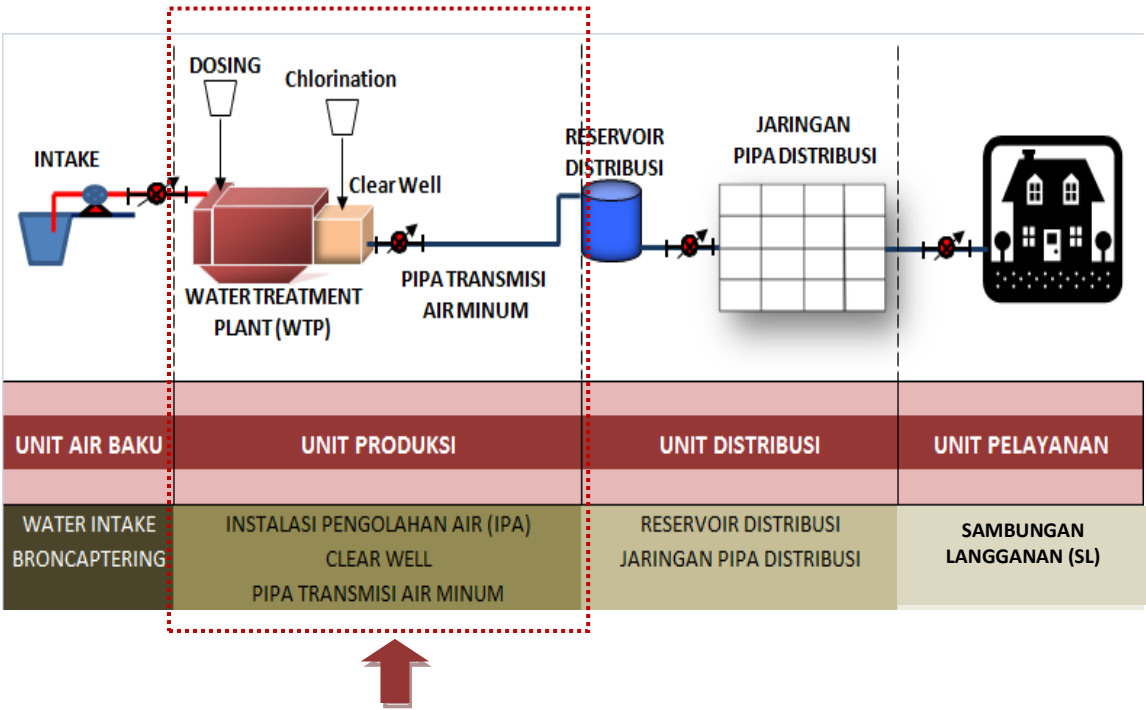 DOSING
Chlorination
INTAKE
Clear Well
WATER TREATMENT
PLANT (WTP)
PIPA TRANSMISI
AIR MINUM
RESERVOIR
DISTRIBUSI
JARINGAN
PIPA DISTRIBUSI
UNIT AIR BAKU
UNIT PRODUKSI
UNIT DISTRIBUSI
UNIT PELAYANAN
WATER INTAKE
BRONCAPTERING
INSTALASI PENGOLAHAN AIR (IPA)
CLEAR WELL
PIPA TRANSMISI AIR MINUM
RESERVOIR DISTRIBUSI
JARINGAN PIPA DISTRIBUSI
SAMBUNGAN
LANGGANAN (SL)